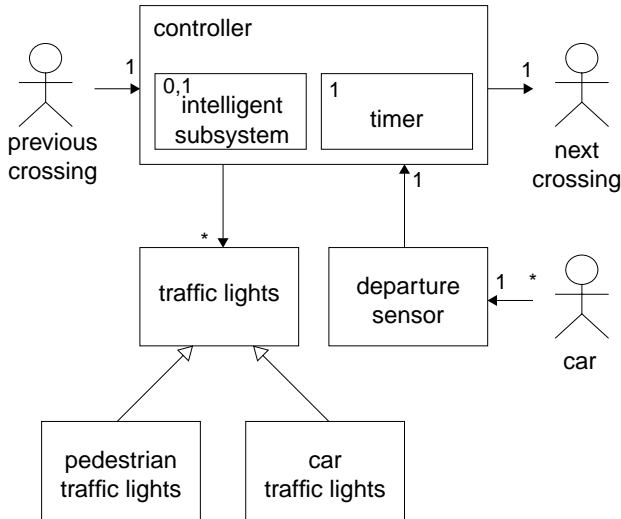 controller
1
0,1
intelligent
subsystem
1
timer
1
previous
crossing
next
crossing
1
*
traffic lights
departure
sensor
1
*
car
pedestrian
traffic lights
car
traffic lights